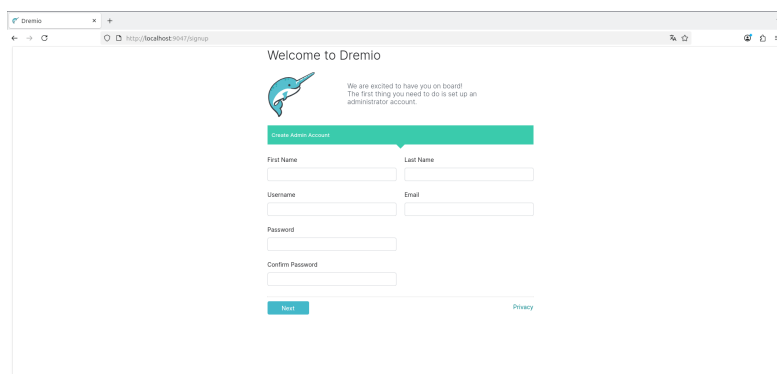 Dremio
http://localhost:9047/signup
Welcome to Dremio
We are excited to have you on board!
The first thing you need to do is set up an
administrator account.
Create Admin Account
First Name
Last Name
Username
Email
Password
Confirm Password
Next
Privacy